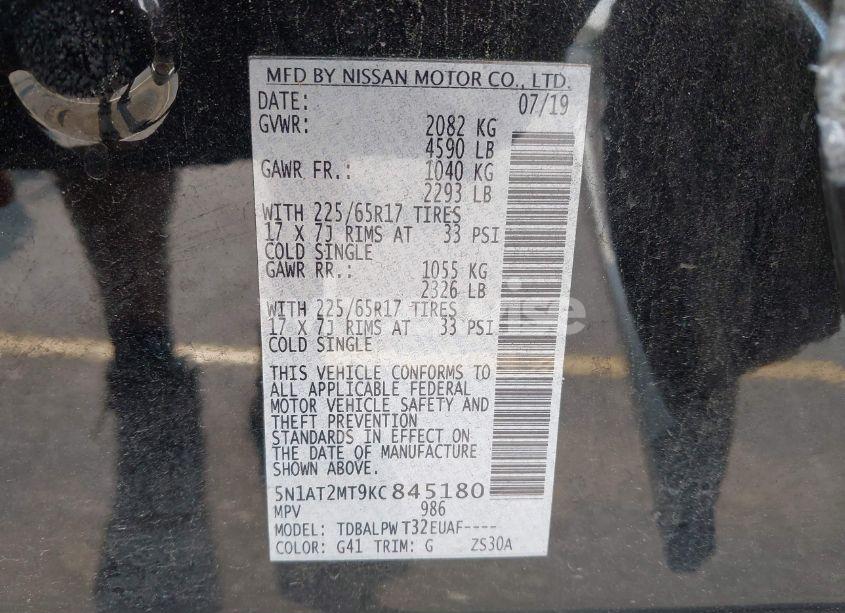 MFD BY NISSAN MOTOR CO., LTD.
DATE: 07/19
GVWR: 2082 KG
4590 LB
GAWR FR.: 1040 KG
2293 LB
WITH 225/65R17 TIRES
17 X 7J RIMS AT 33 PSI
COLD SINGLE
GAWR RR.: 1055 KG
2326 LB
WITH 225/65R17 TIRES
17 X 7J RIMS AT 33 PSI
COLD SINGLE
THIS VEHICLE CONFORMS TO
ALL APPLICABLE FEDERAL
MOTOR VEHICLE SAFETY AND
THEFT PREVENTION
STANDARDS IN EFFECT ON
THE DATE OF MANUFACTURE
SHOWN ABOVE.
5N1AT2MT9KC845180
MPV 986
MODEL: TDBALPW T32EUAF----
COLOR: G41 TRIM: G ZS30A